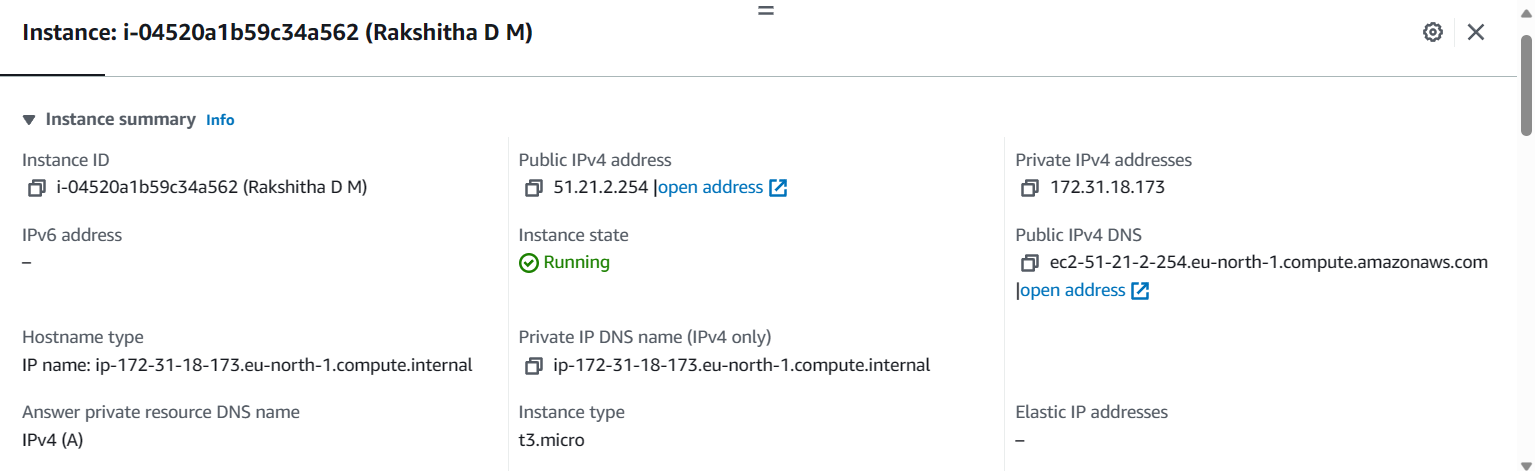 Instance: i-04520a1b59c34a562 (Rakshitha D M)
Instance summary Info
Instance ID
i-04520a1b59c34a562 (Rakshitha D M)
Public IPv4 address
51.21.2.254 |open address
Private IPv4 addresses
172.31.18.173
IPv6 address
–
Instance state
Running
Public IPv4 DNS
ec2-51-21-2-254.eu-north-1.compute.amazonaws.com
|open address
Hostname type
IP name: ip-172-31-18-173.eu-north-1.compute.internal
Private IP DNS name (IPv4 only)
ip-172-31-18-173.eu-north-1.compute.internal
Answer private resource DNS name
IPv4 (A)
Instance type
t3.micro
Elastic IP addresses
–